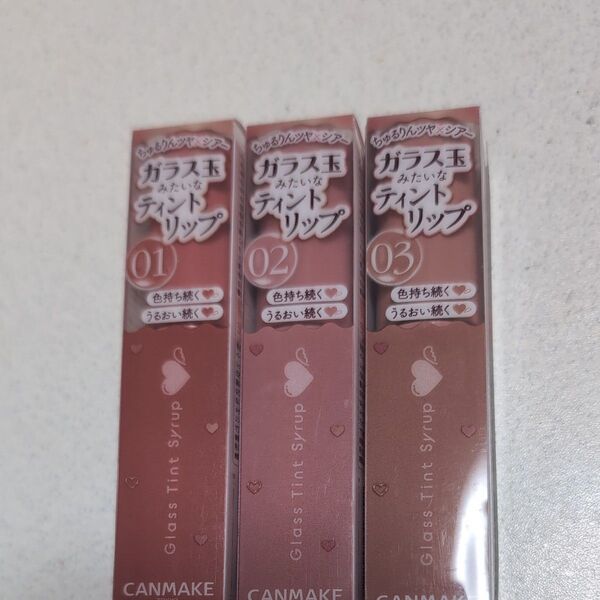 ちゅるりんツヤ×シアー
ガラス玉
みたいな
ティント
リップ
01
色持ち続く
うるおい続く
Glass Tint Syrup
CANMAKE
ちゅるりんツヤ×シアー
ガラス玉
みたいな
ティント
リップ
02
色持ち続く
うるおい続く
Glass Tint Syrup
CANMAKE
ちゅるりんツヤ×シアー
ガラス玉
みたいな
ティント
リップ
03
色持ち続く
うるおい続く
Glass Tint Syrup
CANMAKE